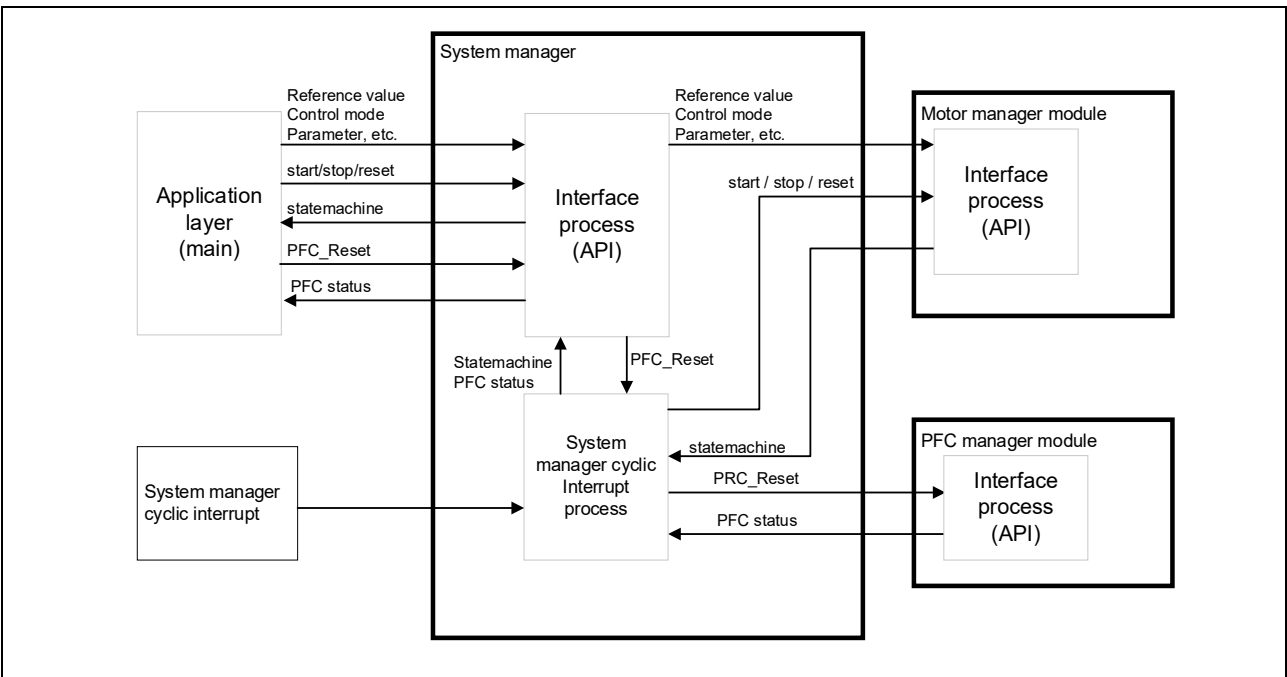 System manager
Reference value
Control mode
Parameter, etc.
start/stop/reset
statemachine
PFC_Reset
PFC status
Application
layer
(main)
Interface
process
(API)
Reference value
Control mode
Parameter, etc.
start / stop / reset
Motor manager module
Interface
process
(API)
Statemachine
PFC status
PFC_Reset
System manager
cyclic interrupt
System
manager cyclic
Interrupt
process
statemachine
PRC_Reset
PFC status
PFC manager module
Interface
process
(API)